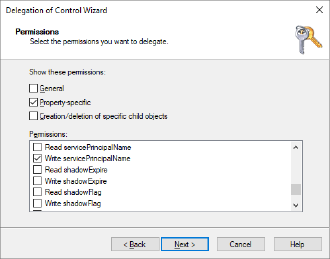 Delegation of Control Wizard
Permissions
Select the permissions you want to delegate.
Show these permissions:
General
Property-specific
Creation/deletion of specific child objects
Permissions:
Read servicePrincipalName
Write servicePrincipalName
Read shadowExpire
Write shadowExpire
Read shadowFlag
Write shadowFlag
< Back
Next >
Cancel
Help